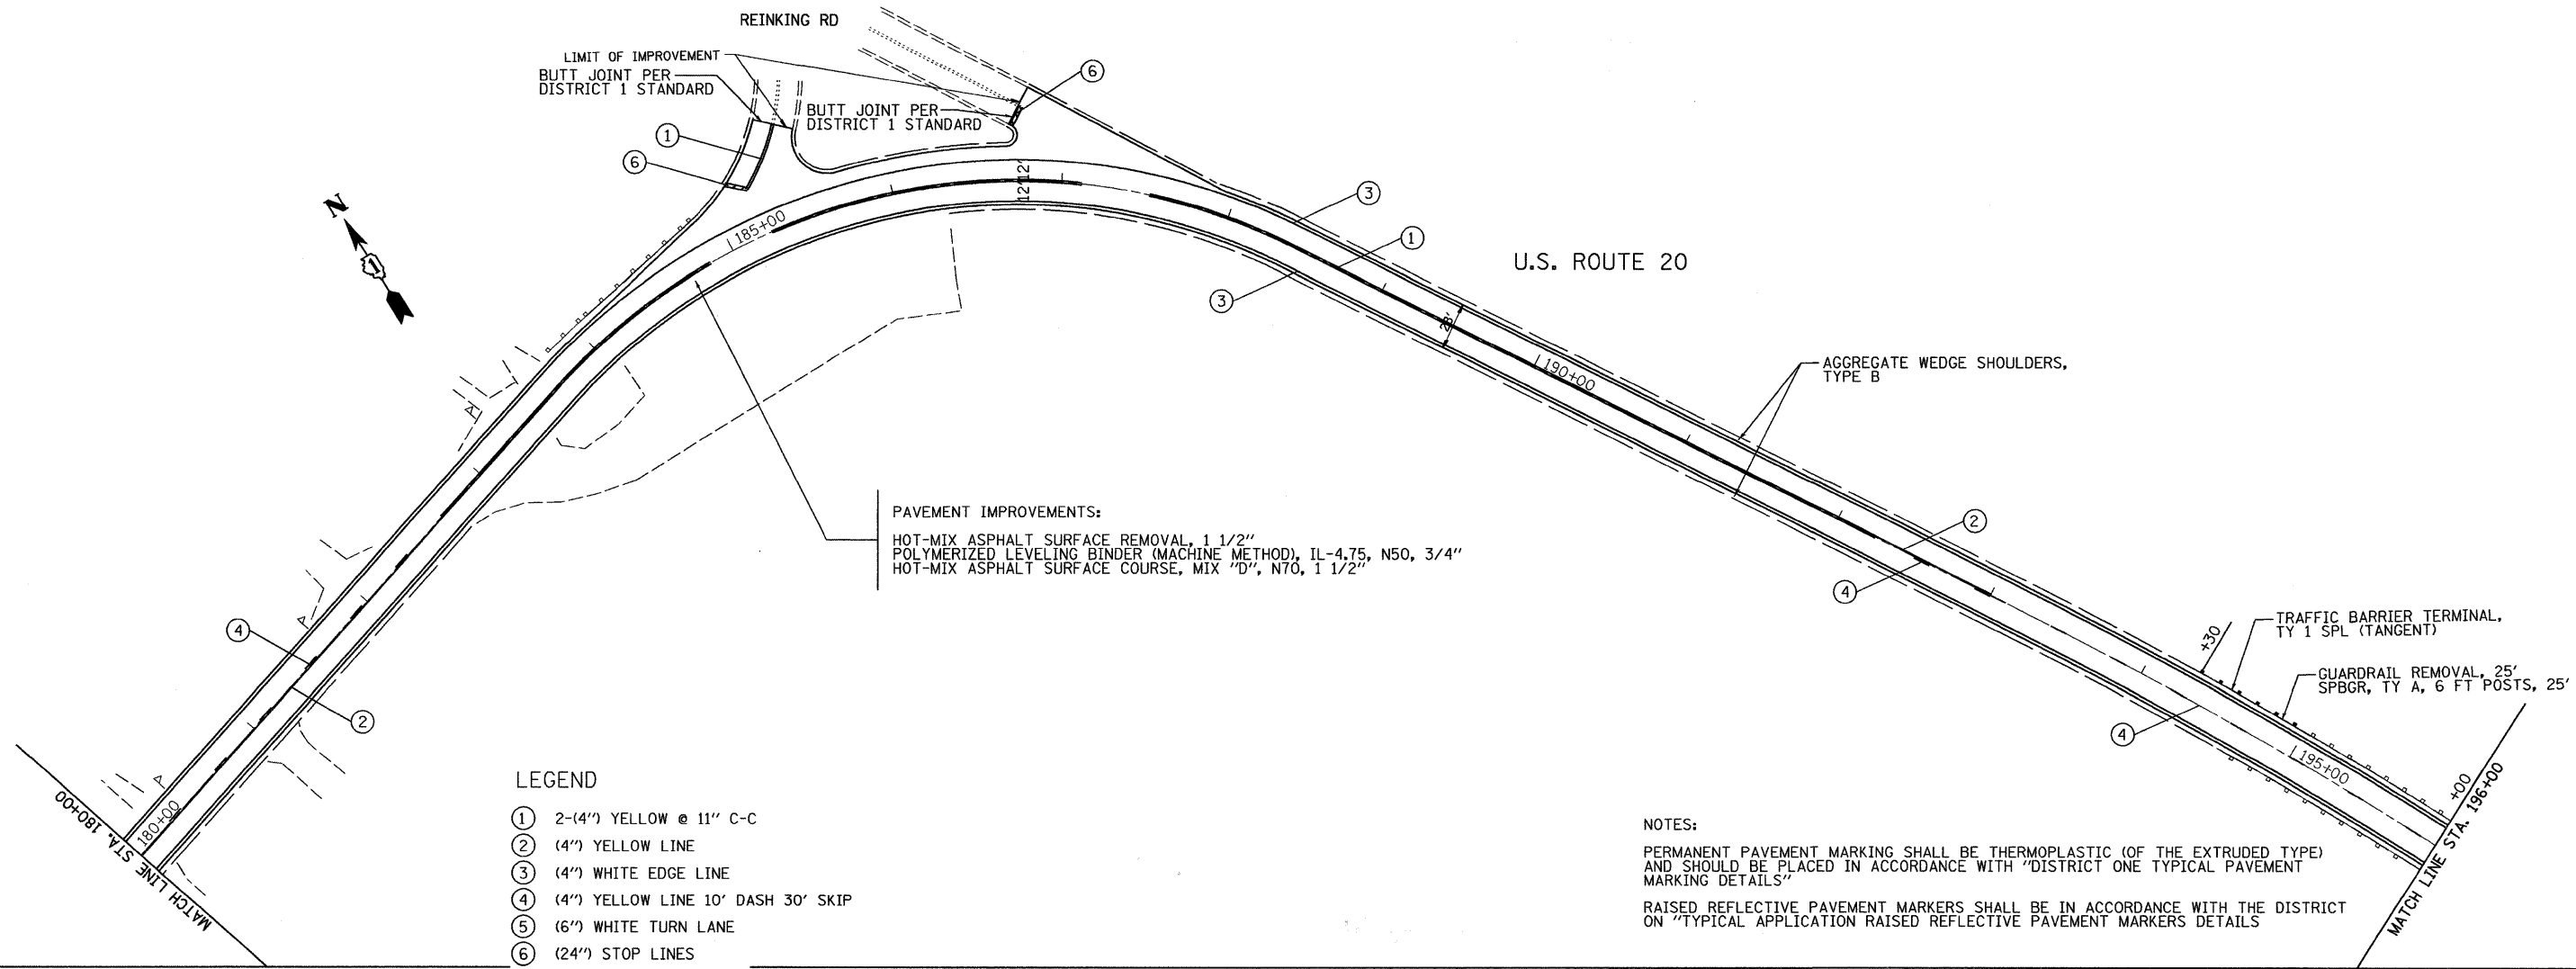 REINKING RD
LIMIT OF IMPROVEMENT
BUTT JOINT PER
DISTRICT 1 STANDARD
BUTT JOINT PER
DISTRICT 1 STANDARD
6
1
6
N
1
185+00
12' 12'
3
1
3
U.S. ROUTE 20
28'
190+00
AGGREGATE WEDGE SHOULDERS,
TYPE B
PAVEMENT IMPROVEMENTS:
HOT-MIX ASPHALT SURFACE REMOVAL, 1 1/2"
POLYMERIZED LEVELING BINDER (MACHINE METHOD), IL-4.75, N50, 3/4"
HOT-MIX ASPHALT SURFACE COURSE, MIX "D", N70, 1 1/2"
2
4
4
2
+30
TRAFFIC BARRIER TERMINAL,
TY 1 SPL (TANGENT)
GUARDRAIL REMOVAL, 25'
SPBGR, TY A, 6 FT POSTS, 25'
4
195+00
+00
MATCH LINE STA. 196+00
180+00
MATCH LINE STA. 180+00
LEGEND
1 2-(4") YELLOW @ 11" C-C
2 (4") YELLOW LINE
3 (4") WHITE EDGE LINE
4 (4") YELLOW LINE 10' DASH 30' SKIP
5 (6") WHITE TURN LANE
6 (24") STOP LINES
NOTES:
PERMANENT PAVEMENT MARKING SHALL BE THERMOPLASTIC (OF THE EXTRUDED TYPE)
AND SHOULD BE PLACED IN ACCORDANCE WITH "DISTRICT ONE TYPICAL PAVEMENT
MARKING DETAILS"
RAISED REFLECTIVE PAVEMENT MARKERS SHALL BE IN ACCORDANCE WITH THE DISTRICT
ON "TYPICAL APPLICATION RAISED REFLECTIVE PAVEMENT MARKERS DETAILS